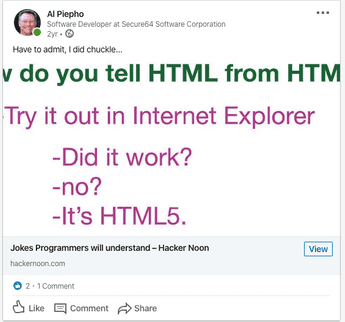 Al Piepho
Software Developer at Secure64 Software Corporation
2yr •
Have to admit, I did chuckle...
do you tell HTML from HTM
-Try it out in Internet Explorer
-Did it work?
-no?
-It's HTML5.
Jokes Programmers will understand – Hacker Noon
View
hackernoon.com
2 · 1 Comment
Like Comment Share